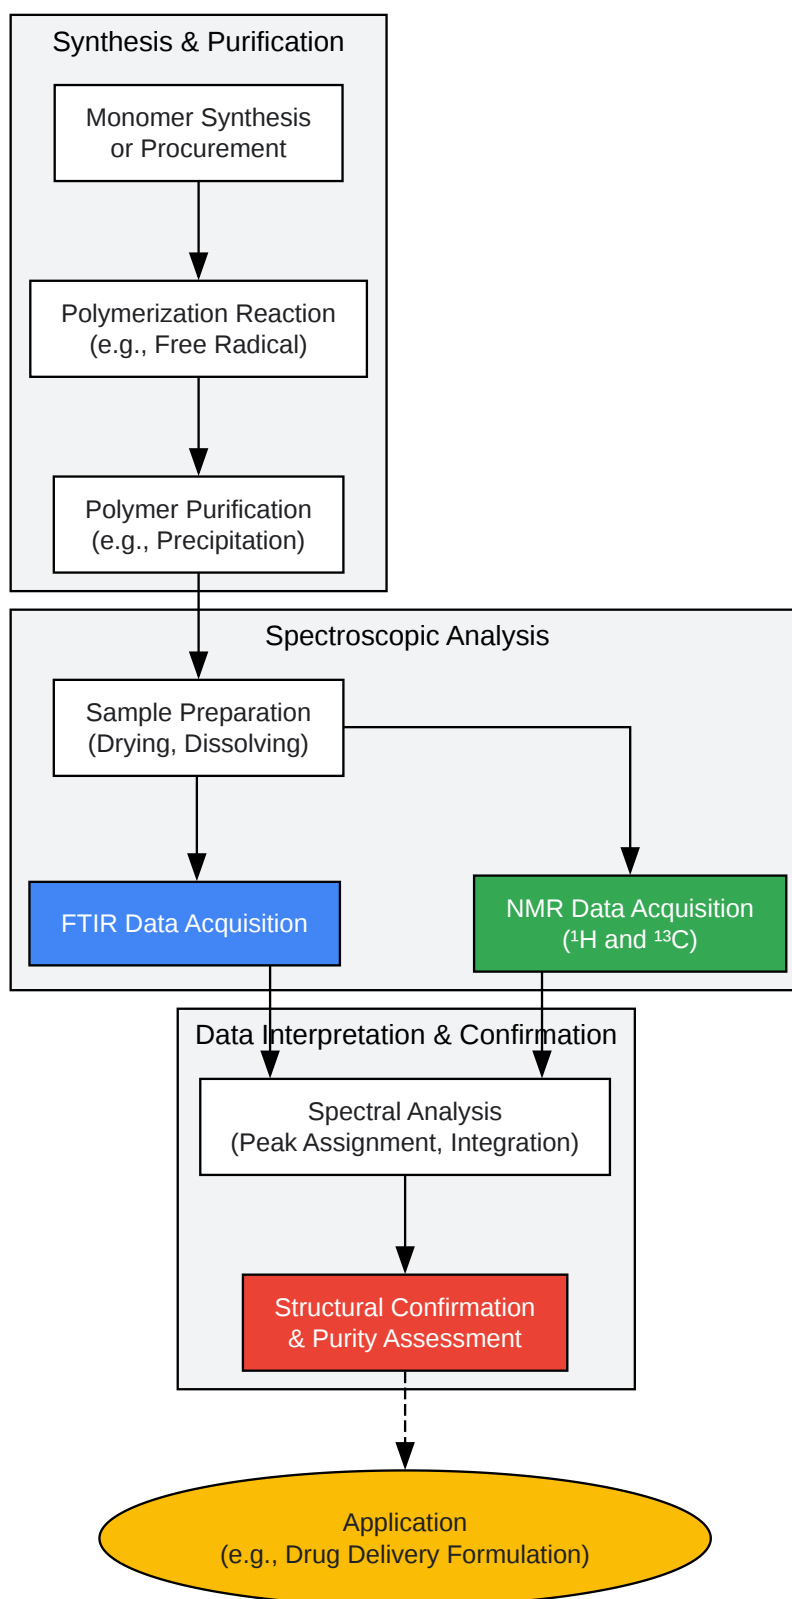 Synthesis & Purification
Monomer Synthesis
or Procurement
Polymerization Reaction
(e.g., Free Radical)
Polymer Purification
(e.g., Precipitation)
Spectroscopic Analysis
Sample Preparation
(Drying, Dissolving)
FTIR Data Acquisition
NMR Data Acquisition
(¹H and ¹³C)
Data Interpretation & Confirmation
Spectral Analysis
(Peak Assignment, Integration)
Structural Confirmation
& Purity Assessment
Application
(e.g., Drug Delivery Formulation)